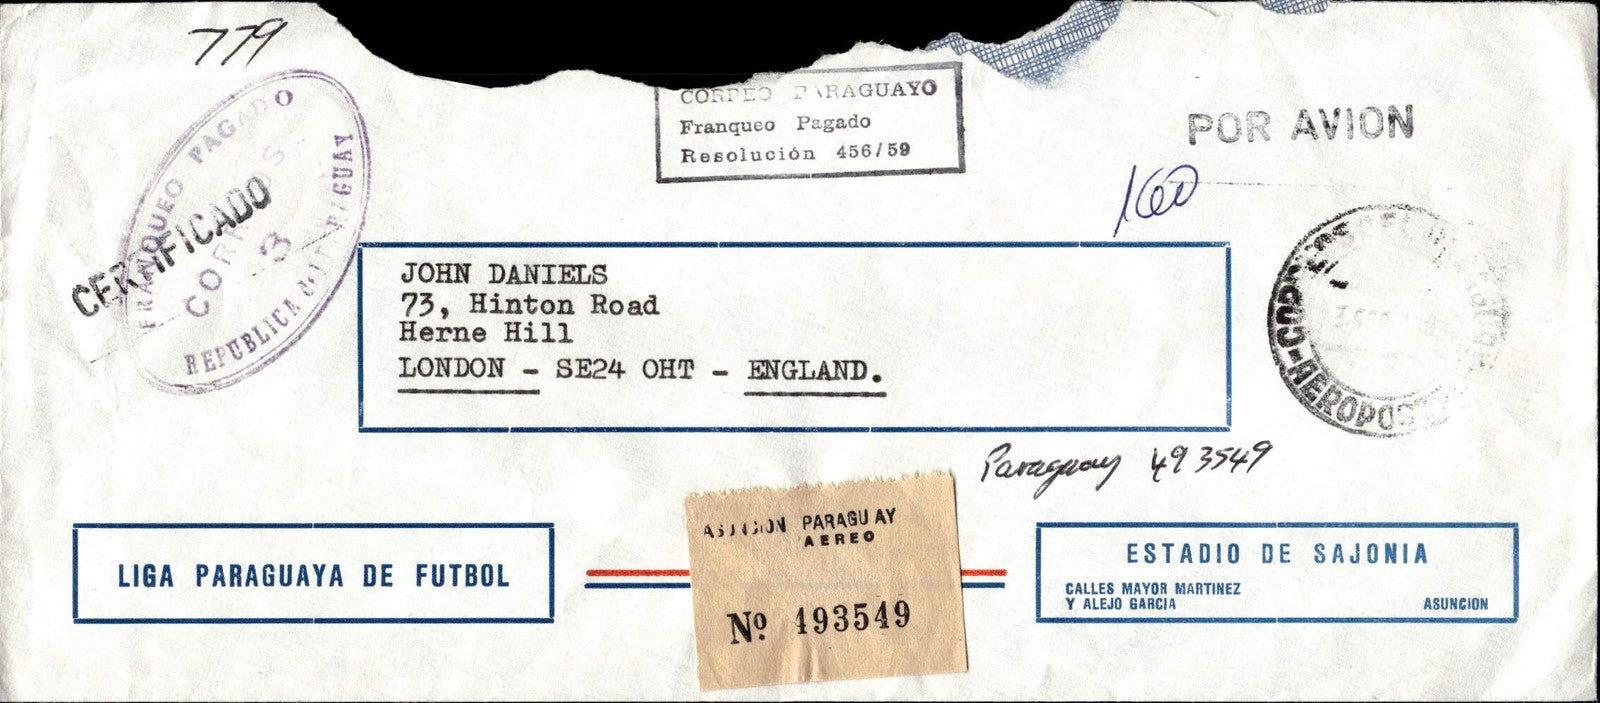 779
CORREO PARAGUAYO
Franqueo Pagado
Resolución 456/59
POR AVION
160
FRANQUEO PAGADO
CORREOS
3
REPUBLICA del PARAGUAY
CERTIFICADO
JOHN DANIELS
73, Hinton Road
Herne Hill
LONDON - SE24 OHT - ENGLAND.
Paraguay 493549
ASUNCION PARAGUAY
AEREO
Nº 493549
LIGA PARAGUAYA DE FUTBOL
ESTADIO DE SAJONIA
CALLES MAYOR MARTINEZ
Y ALEJO GARCIA ASUNCION